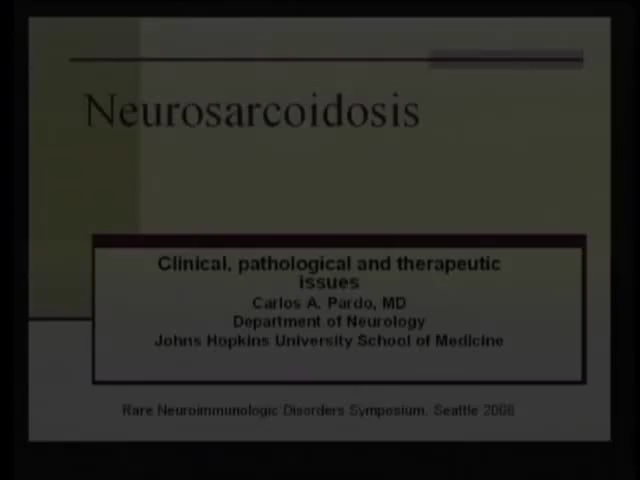 Neurosarcoidosis
Clinical, pathological and therapeutic
issues
Carlos A. Pardo, MD
Department of Neurology
Johns Hopkins University School of Medicine
Rare Neuroimmunologic Disorders Symposium, Seattle 2008